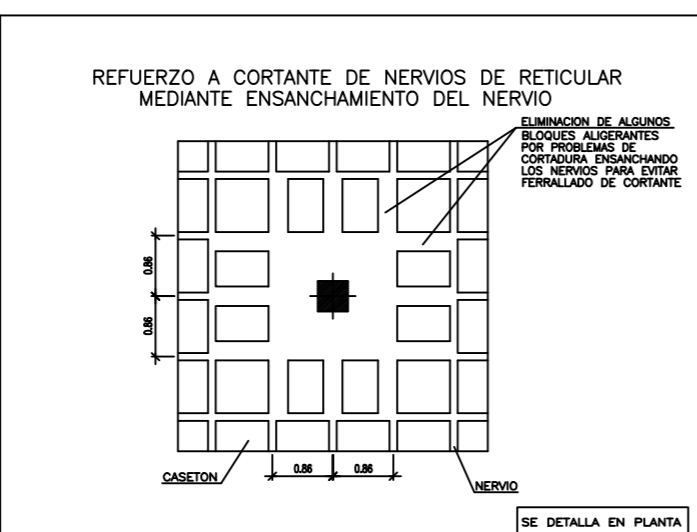 REFUERZO A CORTANTE DE NERVIOS DE RETICULAR
MEDIANTE ENSANCHAMIENTO DEL NERVIO
ELIMINACION DE ALGUNOS
BLOQUES ALIGERANTES
POR PROBLEMAS DE
CORTADURA ENSANCHANDO
LOS NERVIOS PARA EVITAR
FERRALLADO DE CORTANTE
0.86
0.86
CASETON
0.86
0.86
NERVIO
SE DETALLA EN PLANTA